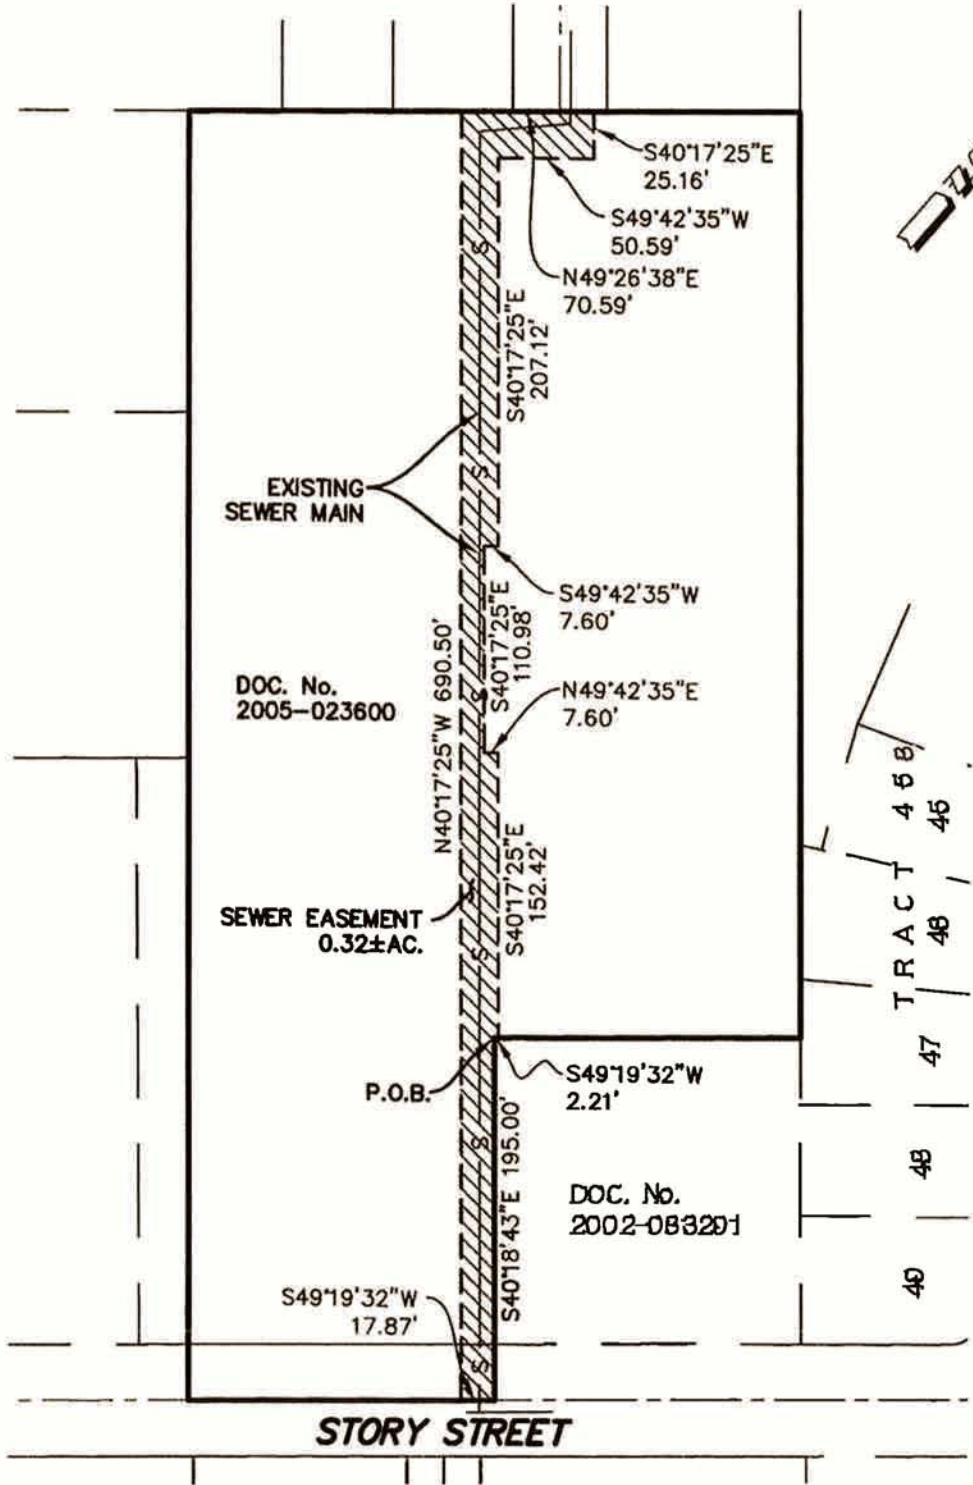 S40°17'25"E
25.16'
S49°42'35"W
50.59'
N49°26'38"E
70.59'
S
S40°17'25"E
207.12'
S
EXISTING
SEWER MAIN
S49°42'35"W
7.60'
S40°17'25"E
110.98'
N49°42'35"E
7.60'
S
DOC. No.
2005-023600
N40°17'25"W 690.50'
S40°17'25"E
152.42'
SEWER EASEMENT
0.32±AC.
S
TRACT 458
45
46
47
48
49
P.O.B.
S49°19'32"W
2.21'
S
S40°18'43"E 195.00'
DOC. No.
2002-083201
S49°19'32"W
17.87'
S
STORY STREET